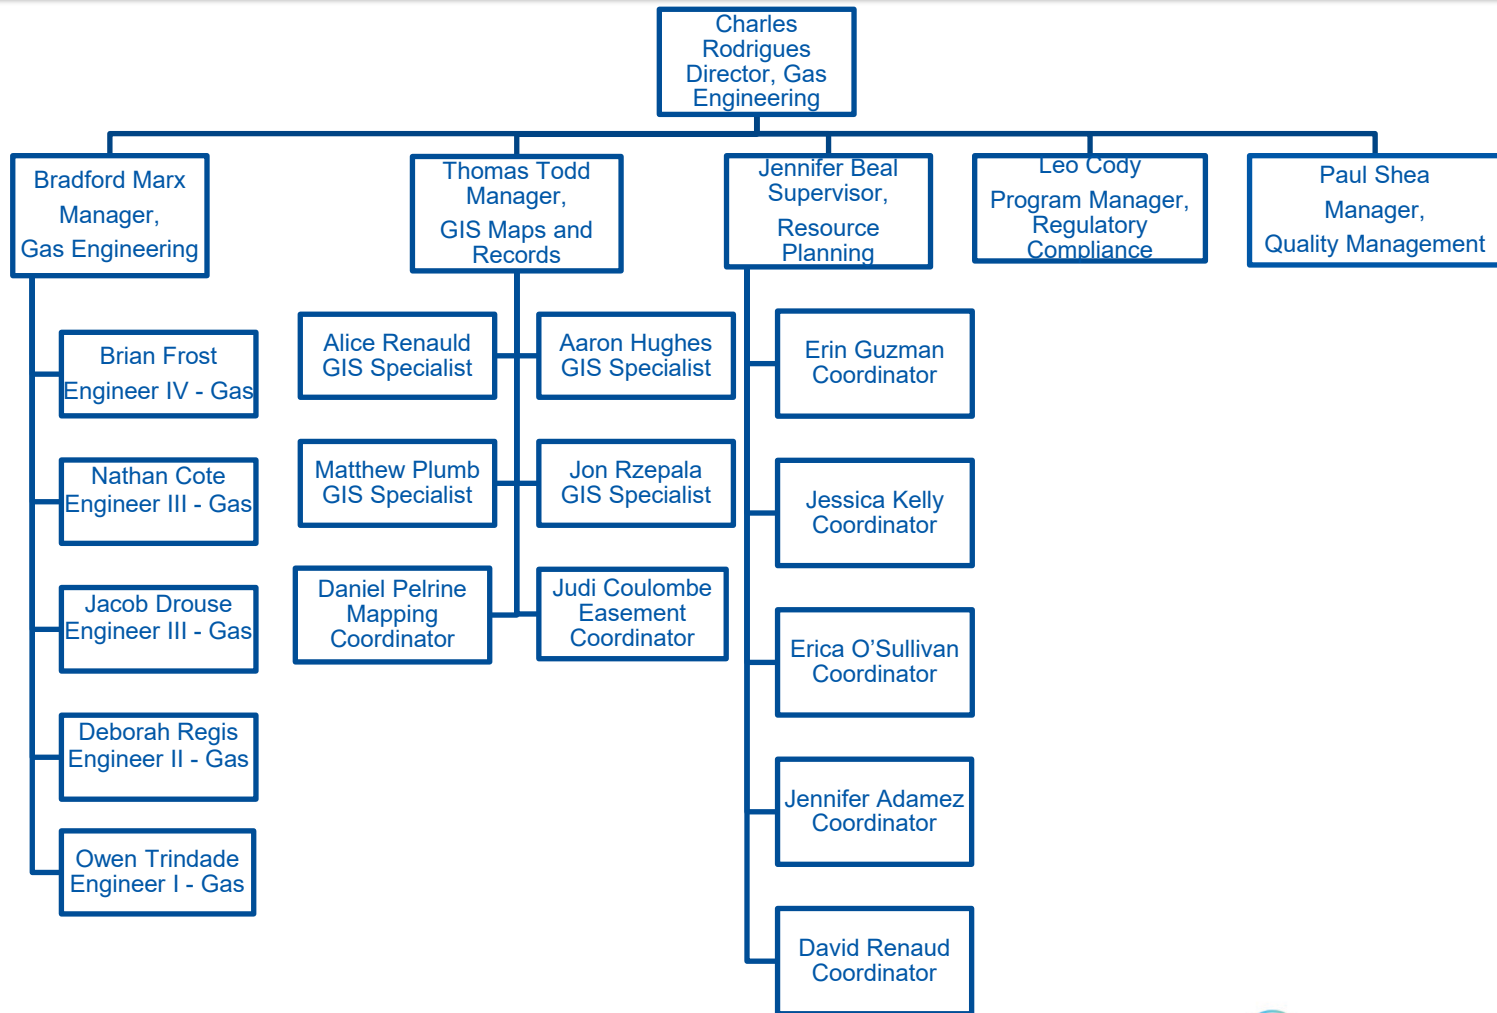 Charles
Rodrigues
Director, Gas
Engineering
Bradford Marx
Manager,
Gas Engineering
Thomas Todd
Manager,
GIS Maps and
Records
Jennifer Beal
Supervisor,
Resource
Planning
Leo Cody
Program Manager,
Regulatory
Compliance
Paul Shea
Manager,
Quality Management
Brian Frost
Engineer IV - Gas
Nathan Cote
Engineer III - Gas
Jacob Drouse
Engineer III - Gas
Deborah Regis
Engineer II - Gas
Owen Trindade
Engineer I - Gas
Alice Renauld
GIS Specialist
Aaron Hughes
GIS Specialist
Matthew Plumb
GIS Specialist
Jon Rzepala
GIS Specialist
Daniel Pelrine
Mapping
Coordinator
Judi Coulombe
Easement
Coordinator
Erin Guzman
Coordinator
Jessica Kelly
Coordinator
Erica O’Sullivan
Coordinator
Jennifer Adamez
Coordinator
David Renaud
Coordinator